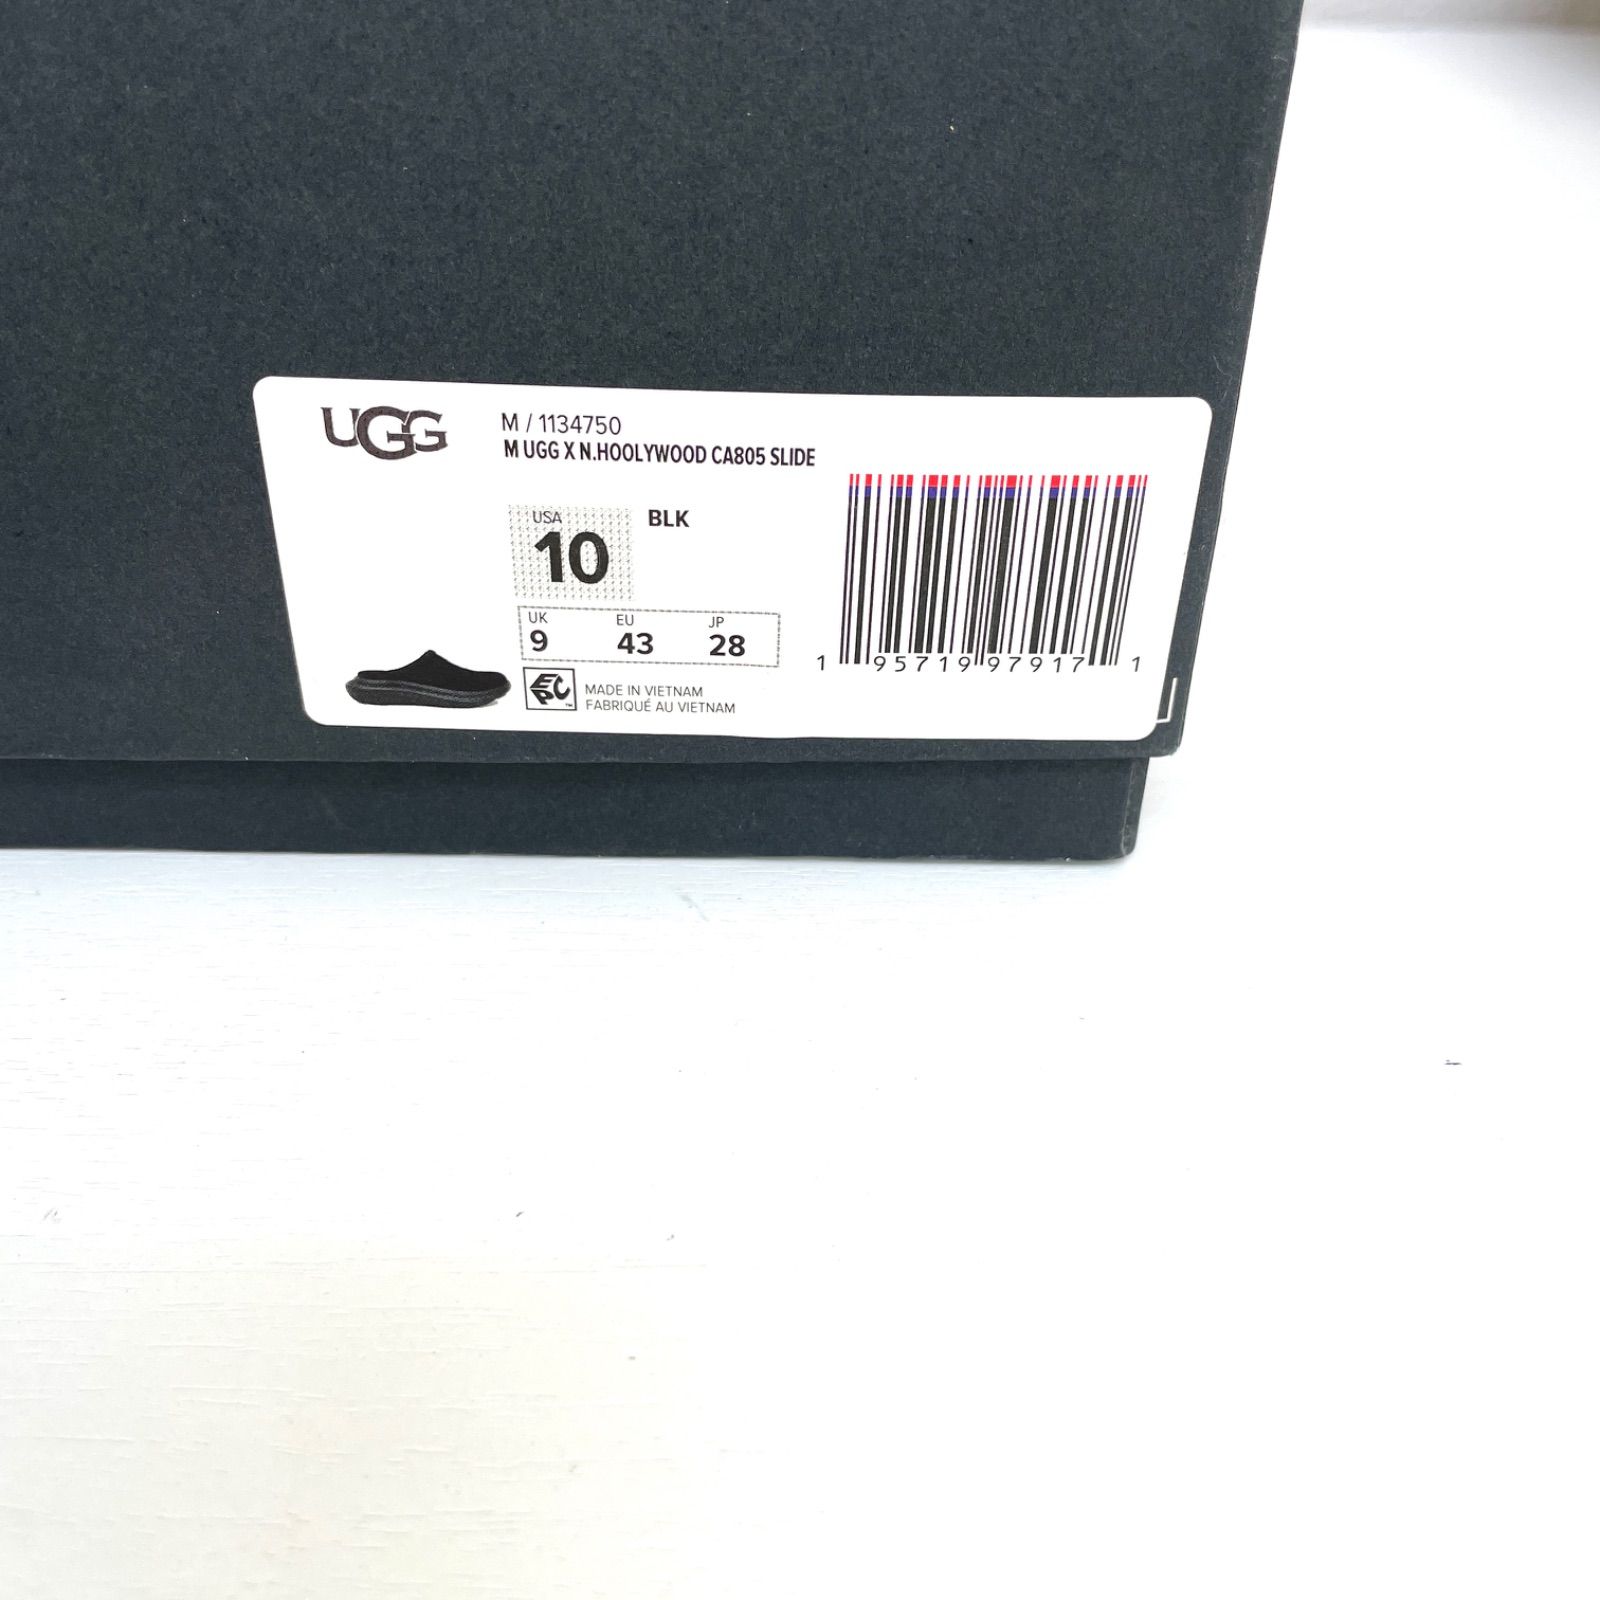 UGG
M / 1134750
M UGG X N.HOOLYWOOD CA805 SLIDE
USA
10
BLK
UK EU JP
9 43 28
1 95719 97917 1
EPC™
MADE IN VIETNAM
FABRIQUÉ AU VIETNAM